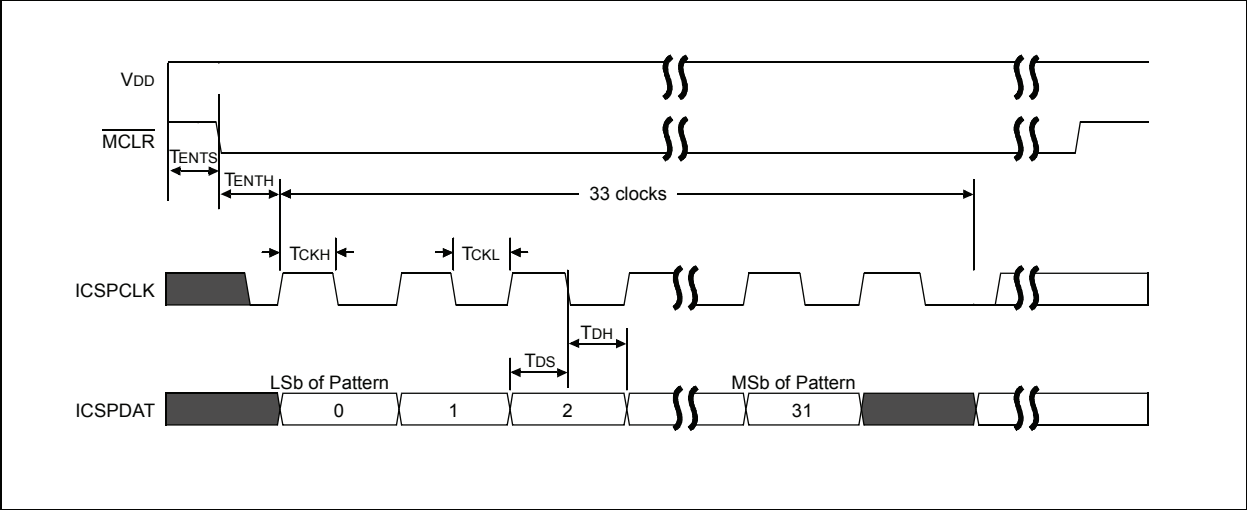 VDD
MCLR
TENTS
TENTH
33 clocks
TCKH
TCKL
ICSPCLK
TDH
TDS
LSb of Pattern
MSb of Pattern
ICSPDAT
0
1
2
31